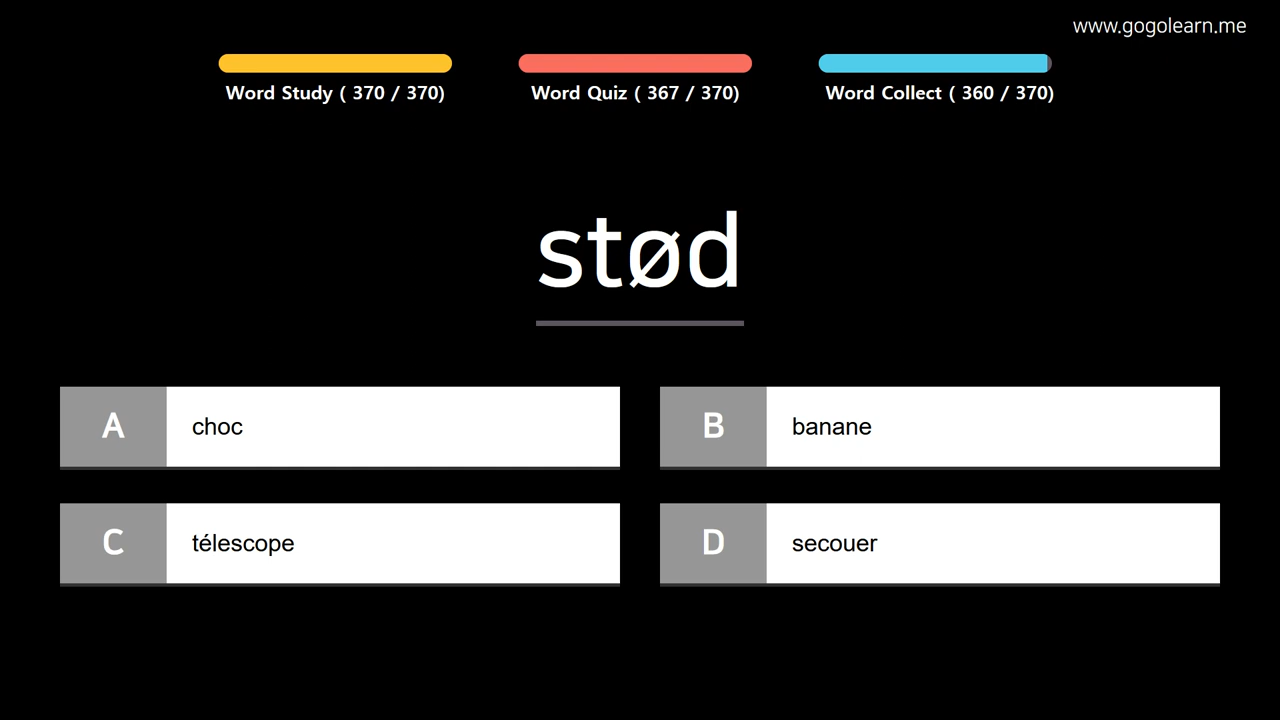 www.gogolearn.me
Word Study ( 370 / 370)
Word Quiz ( 367 / 370)
Word Collect ( 360 / 370)
stød
A choc
B banane
C télescope
D secouer